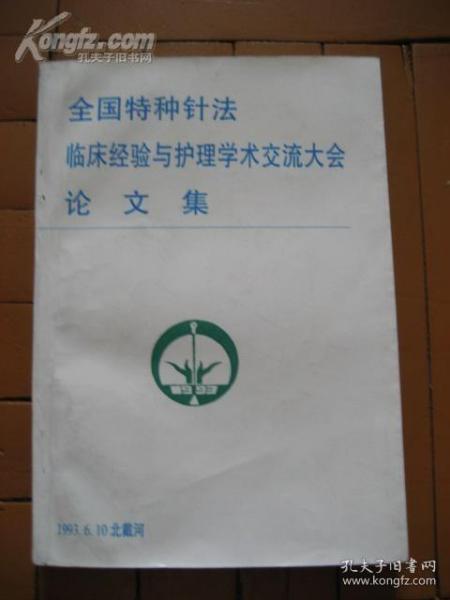 Kongfz.com
孔夫子旧书网
全国特种针法
临床经验与护理学术交流大会
论文集
1993
1993.6.10北戴河
孔夫子旧书网
www.kongfz.com